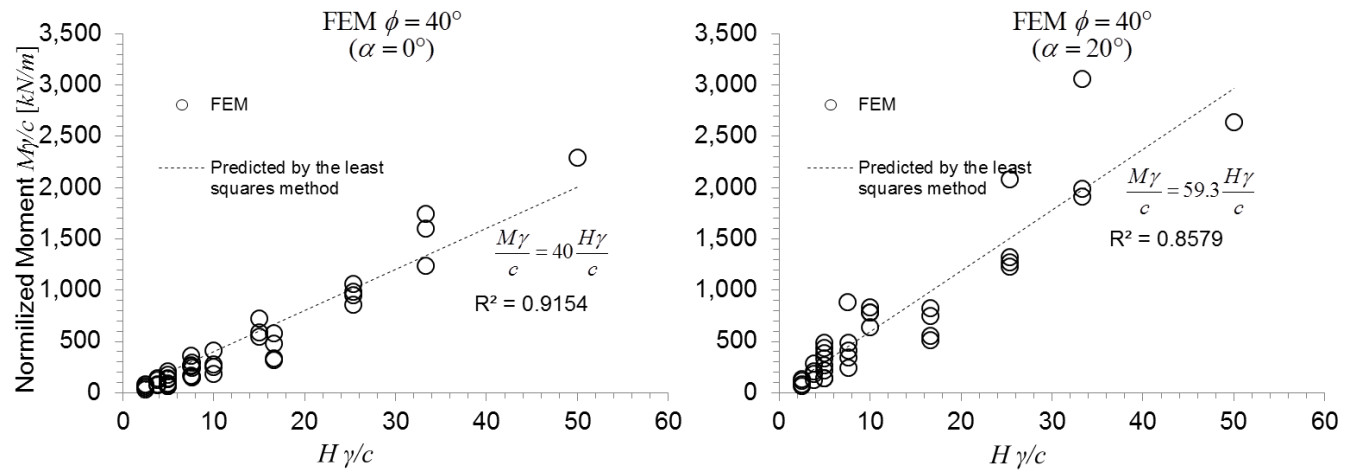 FEM ϕ = 40°
(α = 0°)
Normilized Moment Mγ/c [kN/m]
3,500
3,000
2,500
2,000
1,500
1,000
500
0
FEM
Predicted by the least
squares method
Mγ/c = 40 Hγ/c
R² = 0.9154
0 10 20 30 40 50 60
H γ/c
FEM ϕ = 40°
(α = 20°)
3,500
3,000
2,500
2,000
1,500
1,000
500
0
FEM
Predicted by the least
squares method
Mγ/c = 59.3 Hγ/c
R² = 0.8579
0 10 20 30 40 50 60
H γ/c